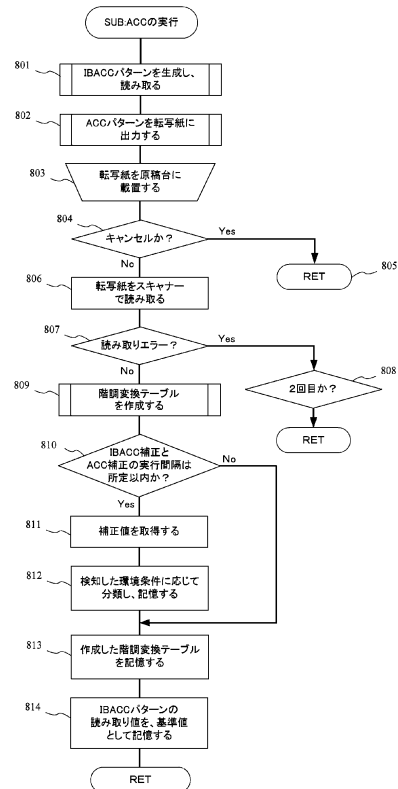 SUB:ACCの実行
801
IBACCパターンを生成し、
読み取る
802
ACCパターンを転写紙に
出力する
803
転写紙を原稿台に
載置する
804
キャンセルか？
Yes
No
RET
805
806
転写紙をスキャナー
で読み取る
807
読み取りエラー？
Yes
No
2回目か？
808
RET
809
階調変換テーブル
を作成する
810
IBACC補正と
ACC補正の実行間隔は
所定以内か？
No
Yes
811
補正値を取得する
812
検知した環境条件に応じて
分類し、記憶する
813
作成した階調変換テーブル
を記憶する
814
IBACCパターンの
読み取り値を、基準値
として記憶する
RET